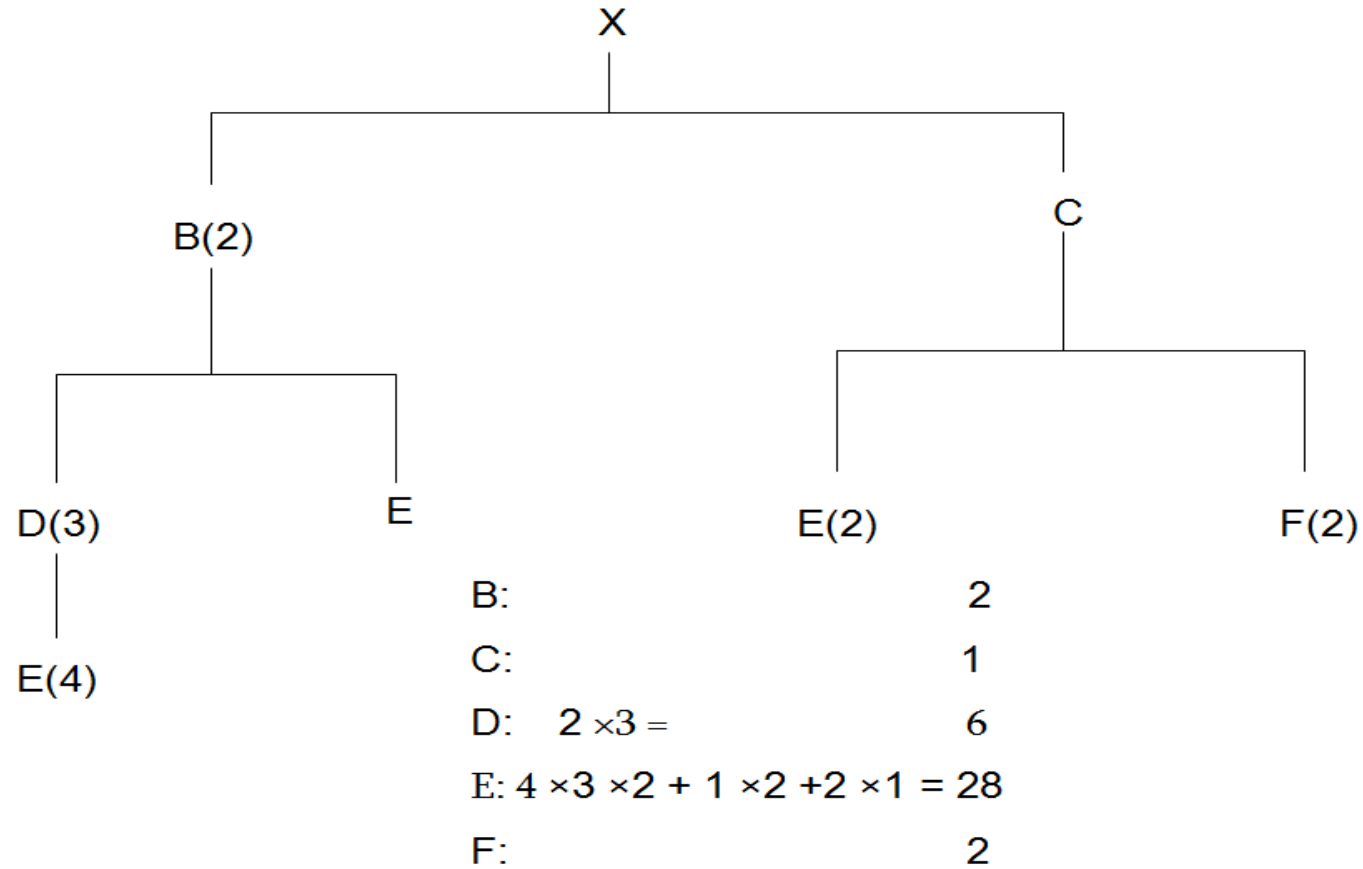 X
B(2)
C
D(3)
E
E(2)
F(2)
E(4)
B: 2
C: 1
D: 2 ×3 = 6
E: 4 ×3 ×2 + 1 ×2 +2 ×1 = 28
F: 2